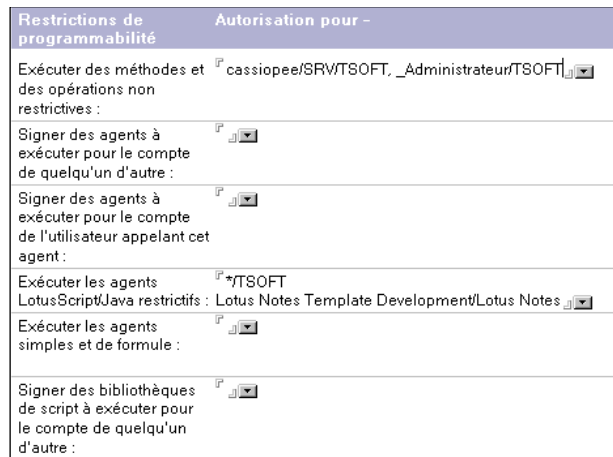 Restrictions de Autorisation pour -
programmabilité
Exécuter des méthodes et cassiopee/SRV/TSOFT, _Administrateur/TSOFT
des opérations non
restrictives :
Signer des agents à
exécuter pour le compte
de quelqu'un d'autre :
Signer des agents à
exécuter pour le compte
de l'utilisateur appelant cet
agent :
Exécuter les agents */TSOFT
LotusScript/Java restrictifs : Lotus Notes Template Development/Lotus Notes
Exécuter les agents
simples et de formule :
Signer des bibliothèques
de script à exécuter pour
le compte de quelqu'un
d'autre :